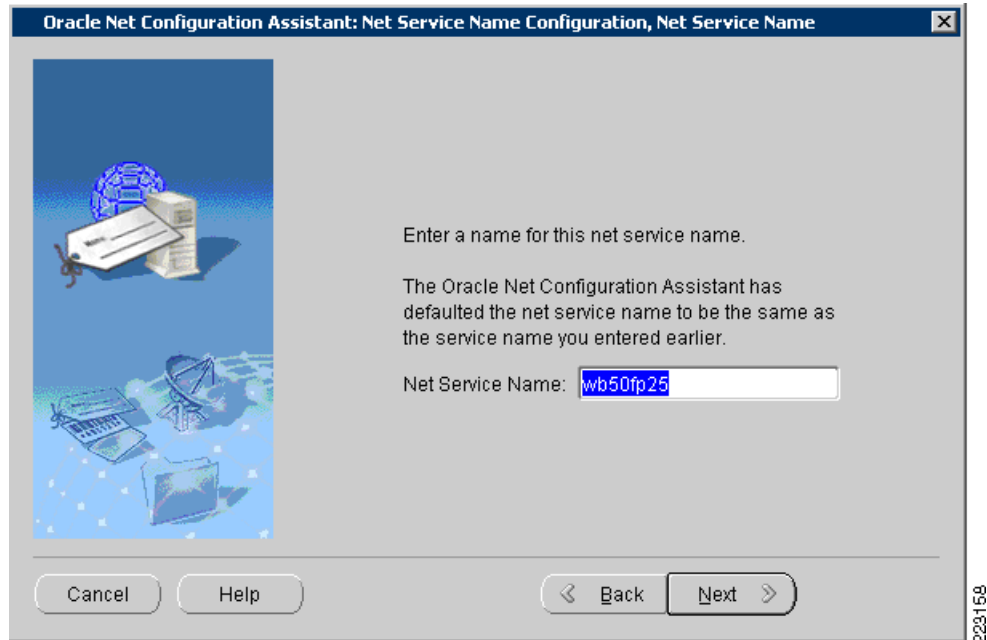 Oracle Net Configuration Assistant: Net Service Name Configuration, Net Service Name
Enter a name for this net service name.
The Oracle Net Configuration Assistant has
defaulted the net service name to be the same as
the service name you entered earlier.
Net Service Name: wb50fp25
Cancel
Help
Back
Next
223158